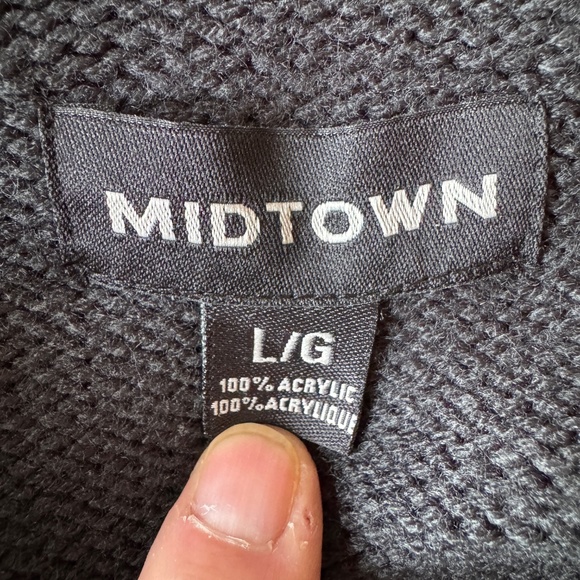 MIDTOWN
L/G
100% ACRYLIC
100% ACRYLIQUE